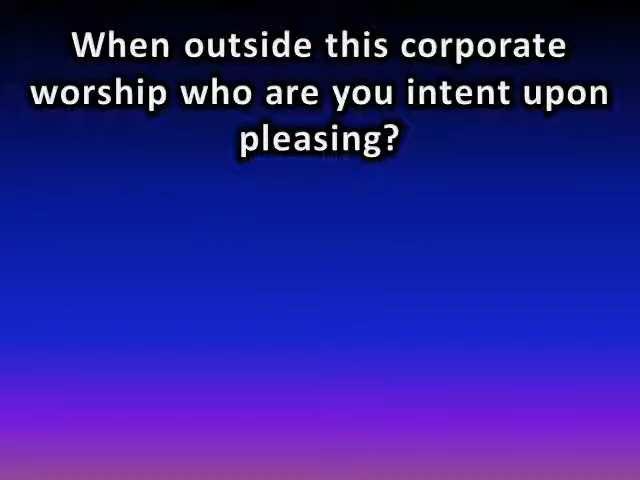 When outside this corporate
worship who are you intent upon
pleasing?